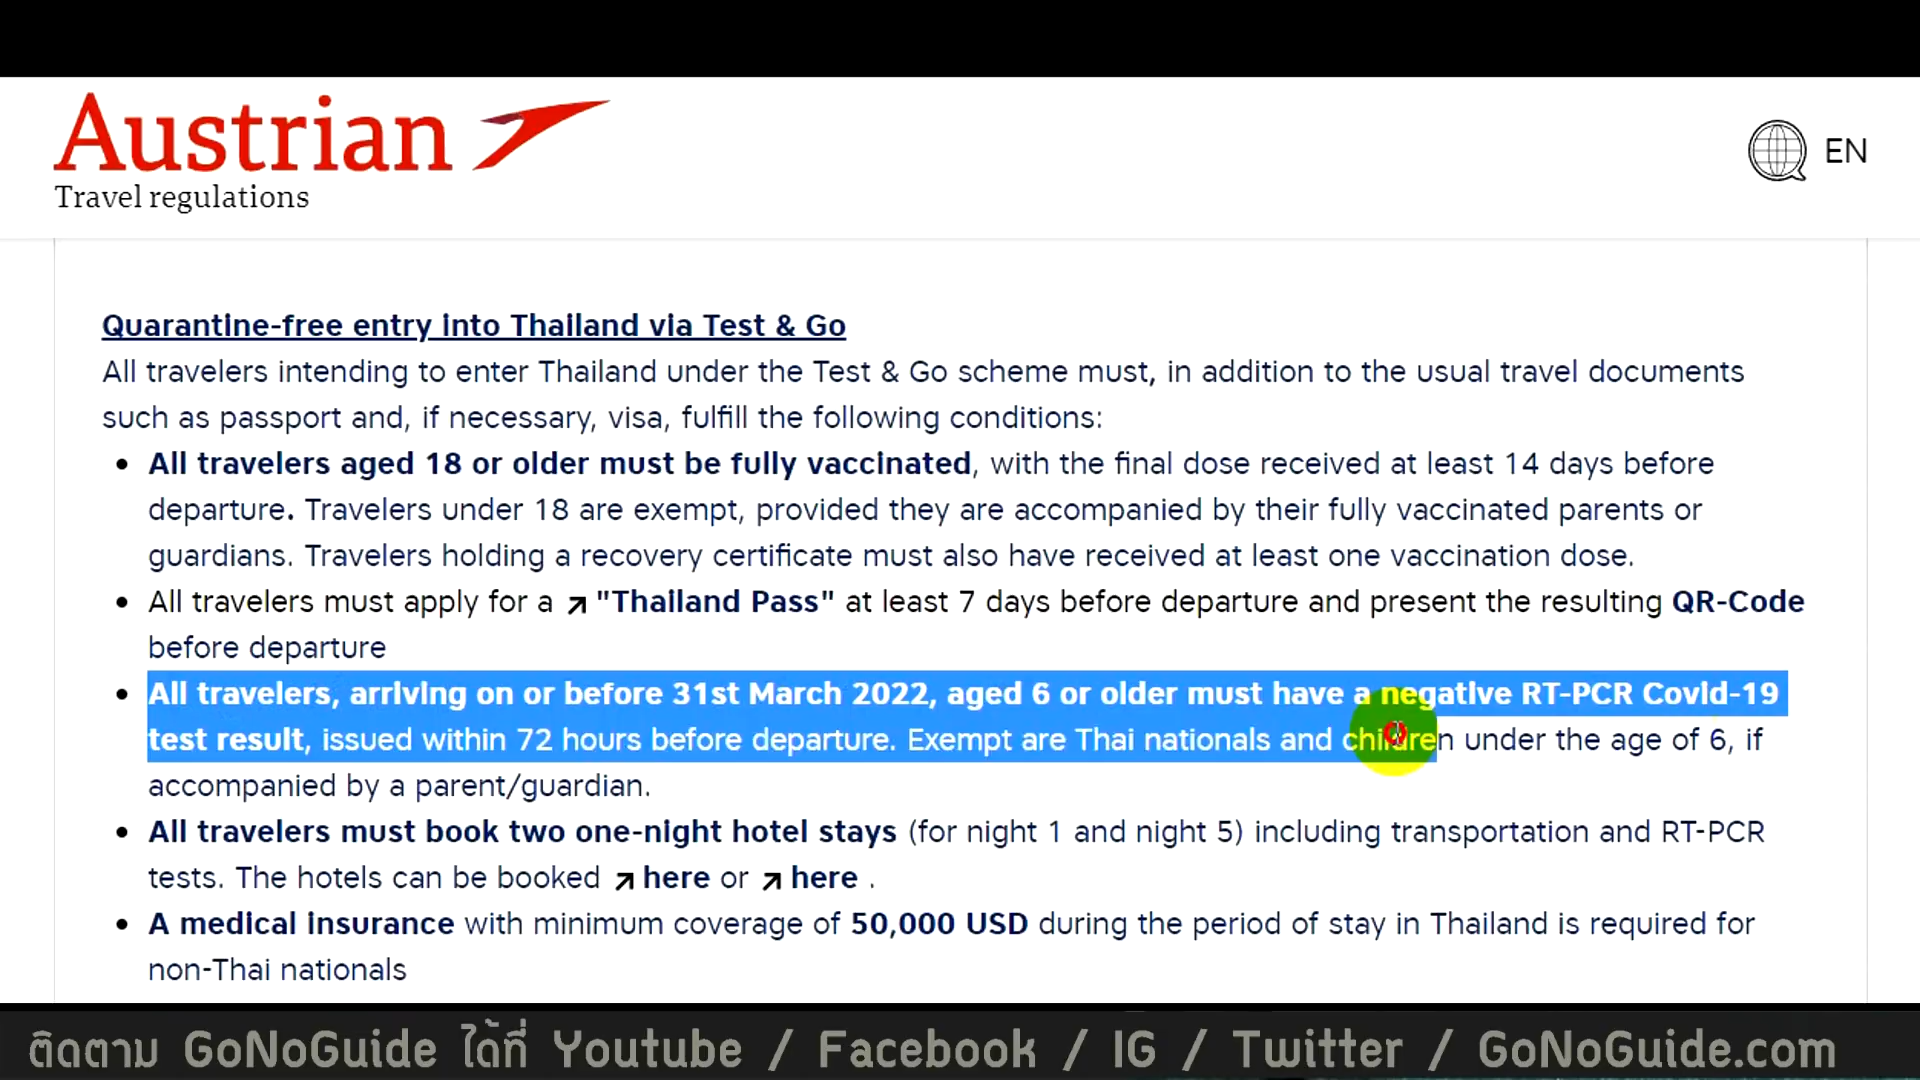 Austrian
Travel regulations
EN
Quarantine-free entry into Thailand via Test & Go
All travelers intending to enter Thailand under the Test & Go scheme must, in addition to the usual travel documents
such as passport and, if necessary, visa, fulfill the following conditions:
• All travelers aged 18 or older must be fully vaccinated, with the final dose received at least 14 days before
departure. Travelers under 18 are exempt, provided they are accompanied by their fully vaccinated parents or
guardians. Travelers holding a recovery certificate must also have received at least one vaccination dose.
• All travelers must apply for a "Thailand Pass" at least 7 days before departure and present the resulting QR-Code
before departure
• All travelers, arriving on or before 31st March 2022, aged 6 or older must have a negative RT-PCR Covid-19
test result, issued within 72 hours before departure. Exempt are Thai nationals and children under the age of 6, if
accompanied by a parent/guardian.
• All travelers must book two one-night hotel stays (for night 1 and night 5) including transportation and RT-PCR
tests. The hotels can be booked here or here .
• A medical insurance with minimum coverage of 50,000 USD during the period of stay in Thailand is required for
non-Thai nationals
ติดตาม GoNoGuide ได้ที่ Youtube / Facebook / IG / Twitter / GoNoGuide.com